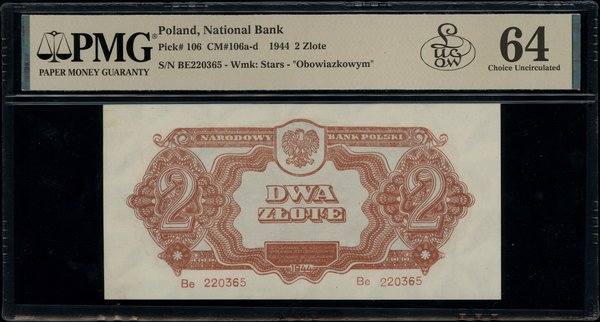 PMG
PAPER MONEY GUARANTY
Poland, National Bank
Pick# 106 CM#106a-d 1944 2 Zlote
S/N BE220365 - Wmk: Stars - "Obowiazkowym"
Lucow
64
Choice Uncirculated
NARODOWY BANK POLSKI
2
DWA
ZŁOTE
2
1944
Be 220365
Be 220365